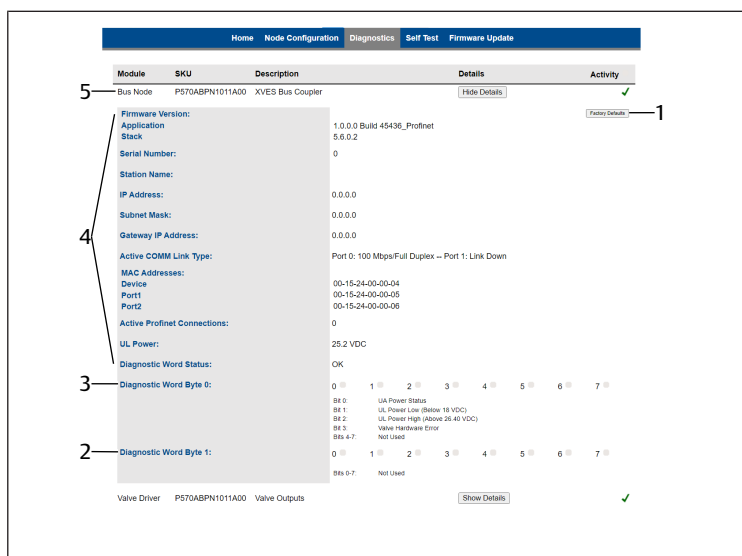 Home Node Configuration Diagnostics Self Test Firmware Update
Module SKU Description Details Activity
5 Bus Node P570ABPN1011A00 XVES Bus Coupler Hide Details
Firmware Version: Factory Defaults 1
Application 1.0.0.0 Build 45436_Profinet
Stack 5.6.0.2
Serial Number: 0
Station Name:
IP Address: 0.0.0.0
Subnet Mask: 0.0.0.0
4 Gateway IP Address: 0.0.0.0
Active COMM Link Type: Port 0: 100 Mbps/Full Duplex -- Port 1: Link Down
MAC Addresses:
Device 00-15-24-00-00-04
Port1 00-15-24-00-00-05
Port2 00-15-24-00-00-06
Active Profinet Connections: 0
UL Power: 25.2 VDC
Diagnostic Word Status: OK
3 Diagnostic Word Byte 0: 0 1 2 3 4 5 6 7
Bit 0: UA Power Status
Bit 1: UL Power Low (Below 18 VDC)
Bit 2: UL Power High (Above 26.40 VDC)
Bit 3: Valve Hardware Error
Bits 4-7: Not Used
2 Diagnostic Word Byte 1: 0 1 2 3 4 5 6 7
Bits 0-7: Not Used
Valve Driver P570ABPN1011A00 Valve Outputs Show Details